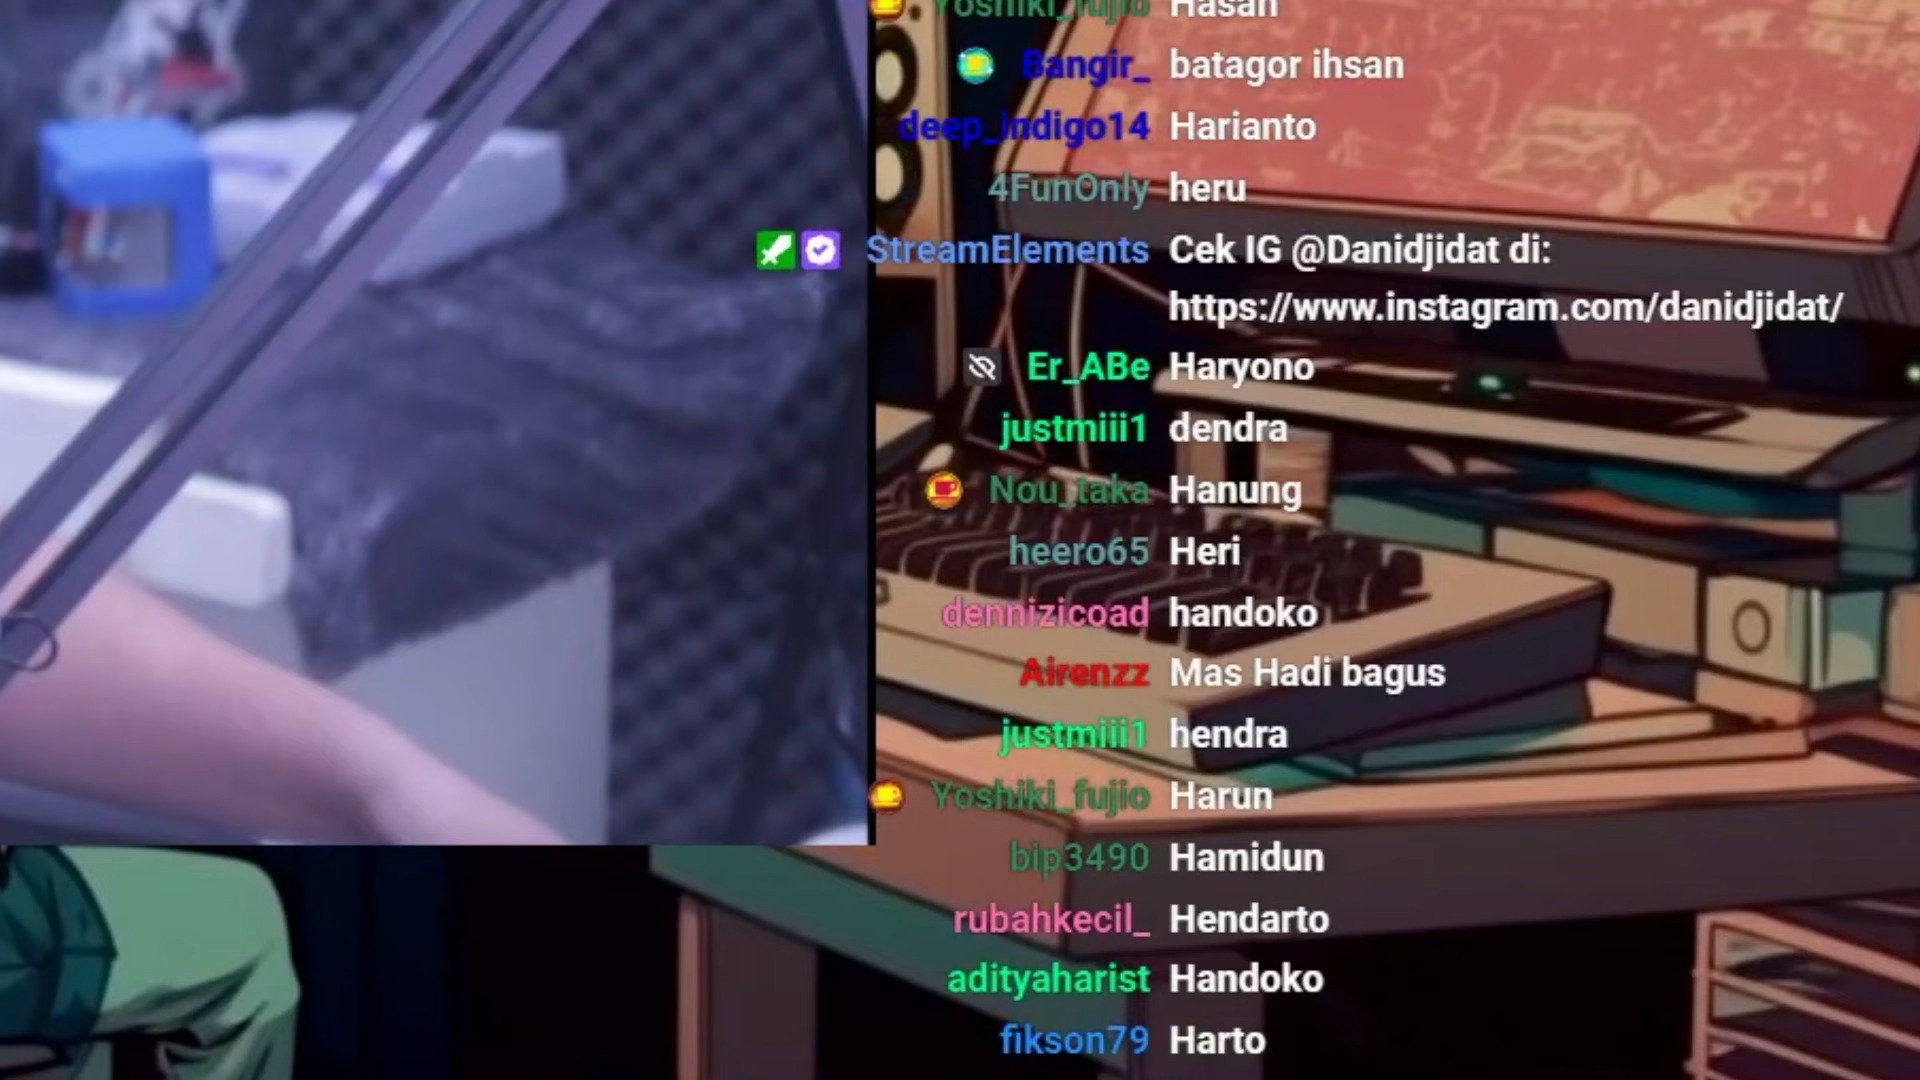 Yoshiki_fujio Hasan
Bangir_ batagor ihsan
deep_indigo14 Harianto
4FunOnly heru
StreamElements Cek IG @Danidjidat di:
https://www.instagram.com/danidjidat/
Er_ABe Haryono
justmiii1 dendra
Nou_taka Hanung
heero65 Heri
dennizicoad handoko
Airenzz Mas Hadi bagus
justmiii1 hendra
Yoshiki_fujio Harun
bip3490 Hamidun
rubahkecil_ Hendarto
adityaharist Handoko
fikson79 Harto